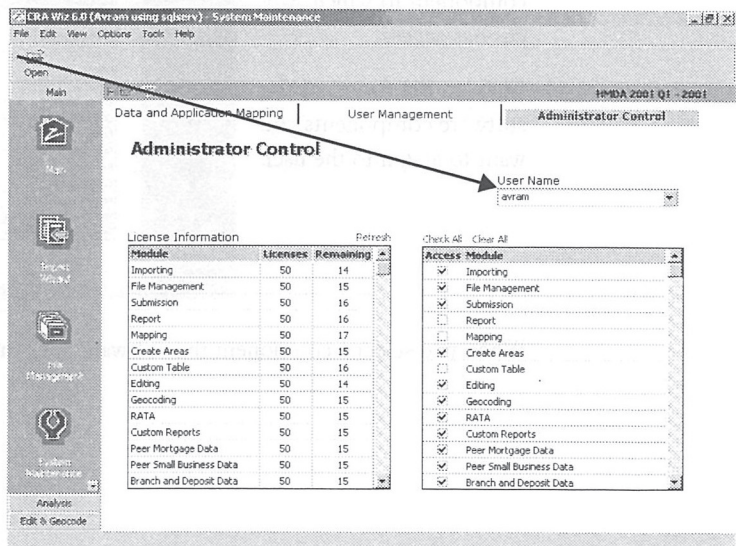 CRA Wiz 6.0 (Avram using sqlserv) - System Maintenance
File Edit View Options Tools Help
Open
Main
HMDA 2001 Q1 - 2001
Data and Application Mapping
User Management
Administrator Control
Administrator Control
User Name
avram
Main
Import
Wizard
File
Management
System
Maintenance
Analysis
Edit & Geocode
License Information Refresh
Module Licenses Remaining
Importing 50 14
File Management 50 15
Submission 50 16
Report 50 16
Mapping 50 17
Create Areas 50 15
Custom Table 50 16
Editing 50 14
Geocoding 50 15
RATA 50 15
Custom Reports 50 15
Peer Mortgage Data 50 15
Peer Small Business Data 50 15
Branch and Deposit Data 50 15
Check All Clear All
Access Module
Importing
File Management
Submission
Report
Mapping
Create Areas
Custom Table
Editing
Geocoding
RATA
Custom Reports
Peer Mortgage Data
Peer Small Business Data
Branch and Deposit Data